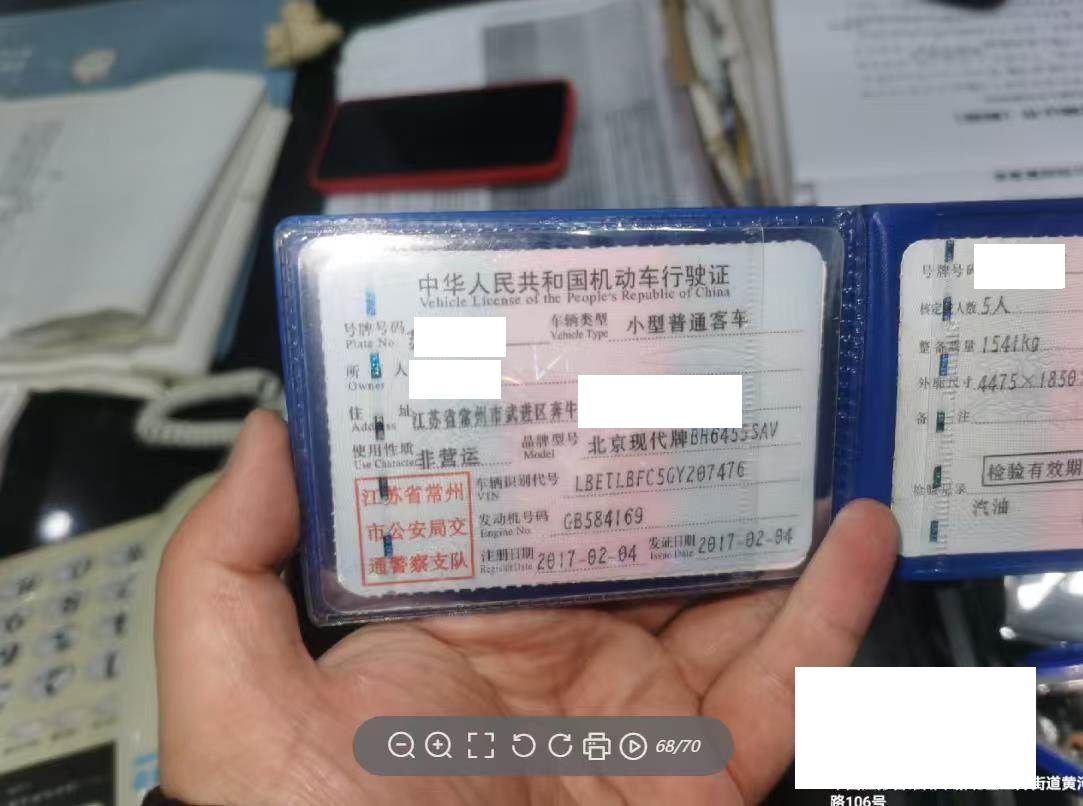 中华人民共和国机动车行驶证
Vehicle License of the People's Republic of China
号牌号码
Plate No
车辆类型 小型普通客车
Vehicle Type
所 人
Owner
住 址 江苏省常州市武进区奔牛
Address
使用性质 非营运
Use Character
品牌型号 北京现代牌BH6455SAV
Model
江苏省常州
市公安局交
通警察支队
车辆识别代号 LBETLBFC5GY207476
VIN
发动机号码 GB584169
Engine No.
注册日期 2017-02-04
Register Date
发证日期 2017-02-04
Issue Date
号牌号码
核定 人数 5人
整备质量 1541kg
外廓尺寸 4475×1850
备 注
检验有效期
检验记录
汽油
68/70
街道黄河
路106号